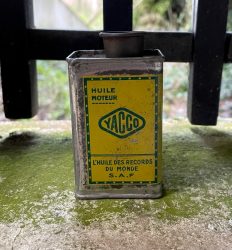 HUILE
MOTEUR
YACCO
L'HUILE DES RECORDS
DU MONDE
S.A.F